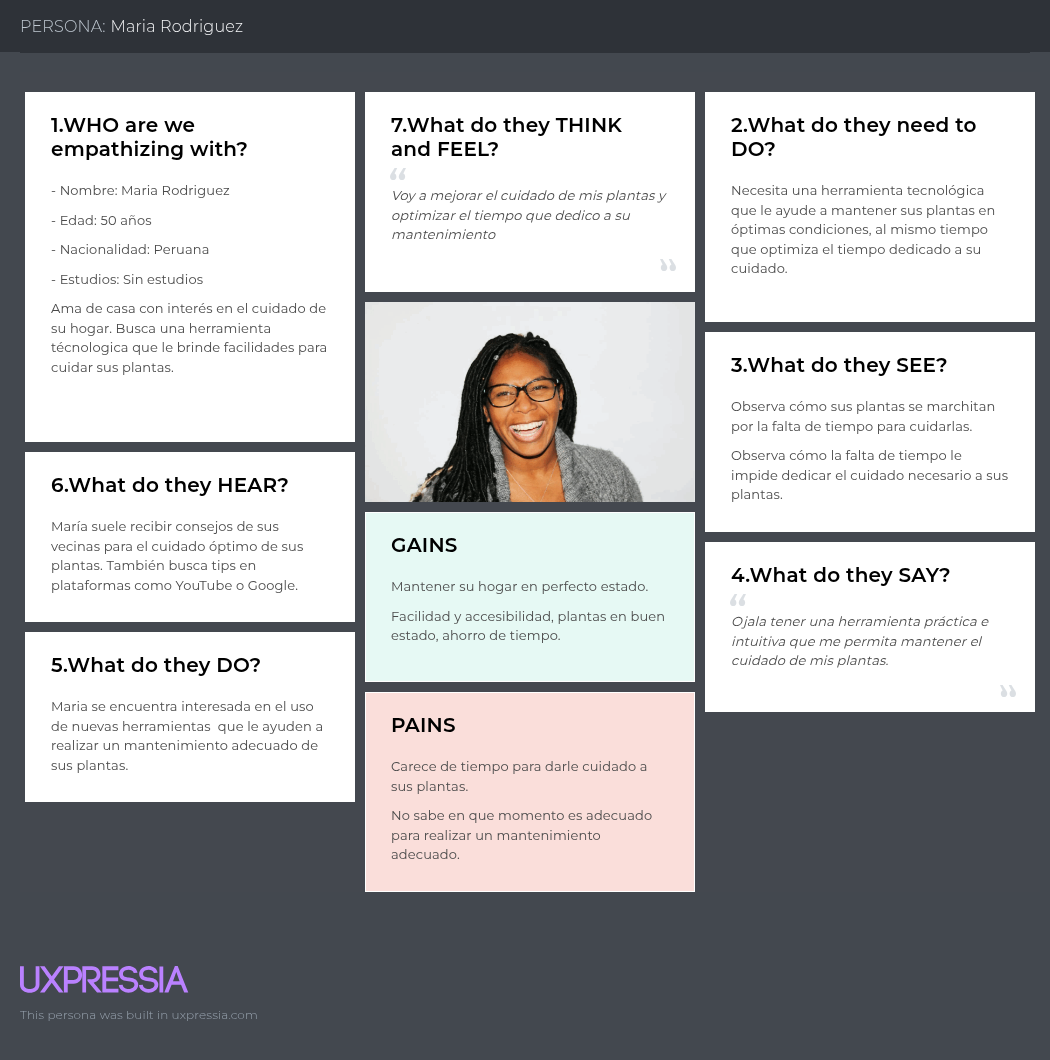 PERSONA: Maria Rodriguez
1.WHO are we
empathizing with?
- Nombre: Maria Rodriguez
- Edad: 50 años
- Nacionalidad: Peruana
- Estudios: Sin estudios
Ama de casa con interés en el cuidado de
su hogar. Busca una herramienta
técnologica que le brinde facilidades para
cuidar sus plantas.
6.What do they HEAR?
María suele recibir consejos de sus
vecinas para el cuidado óptimo de sus
plantas. También busca tips en
plataformas como YouTube o Google.
5.What do they DO?
Maria se encuentra interesada en el uso
de nuevas herramientas  que le ayuden a
realizar un mantenimiento adecuado de
sus plantas.
7.What do they THINK
and FEEL?
“
Voy a mejorar el cuidado de mis plantas y
optimizar el tiempo que dedico a su
mantenimiento
”
GAINS
Mantener su hogar en perfecto estado.
Facilidad y accesibilidad, plantas en buen
estado, ahorro de tiempo.
PAINS
Carece de tiempo para darle cuidado a
sus plantas.
No sabe en que momento es adecuado
para realizar un mantenimiento
adecuado.
2.What do they need to
DO?
Necesita una herramienta tecnológica
que le ayude a mantener sus plantas en
óptimas condiciones, al mismo tiempo
que optimiza el tiempo dedicado a su
cuidado.
3.What do they SEE?
Observa cómo sus plantas se marchitan
por la falta de tiempo para cuidarlas.
Observa cómo la falta de tiempo le
impide dedicar el cuidado necesario a sus
plantas.
4.What do they SAY?
“
Ojala tener una herramienta práctica e
intuitiva que me permita mantener el
cuidado de mis plantas.
”
UXPRESSIA
This persona was built in uxpressia.com